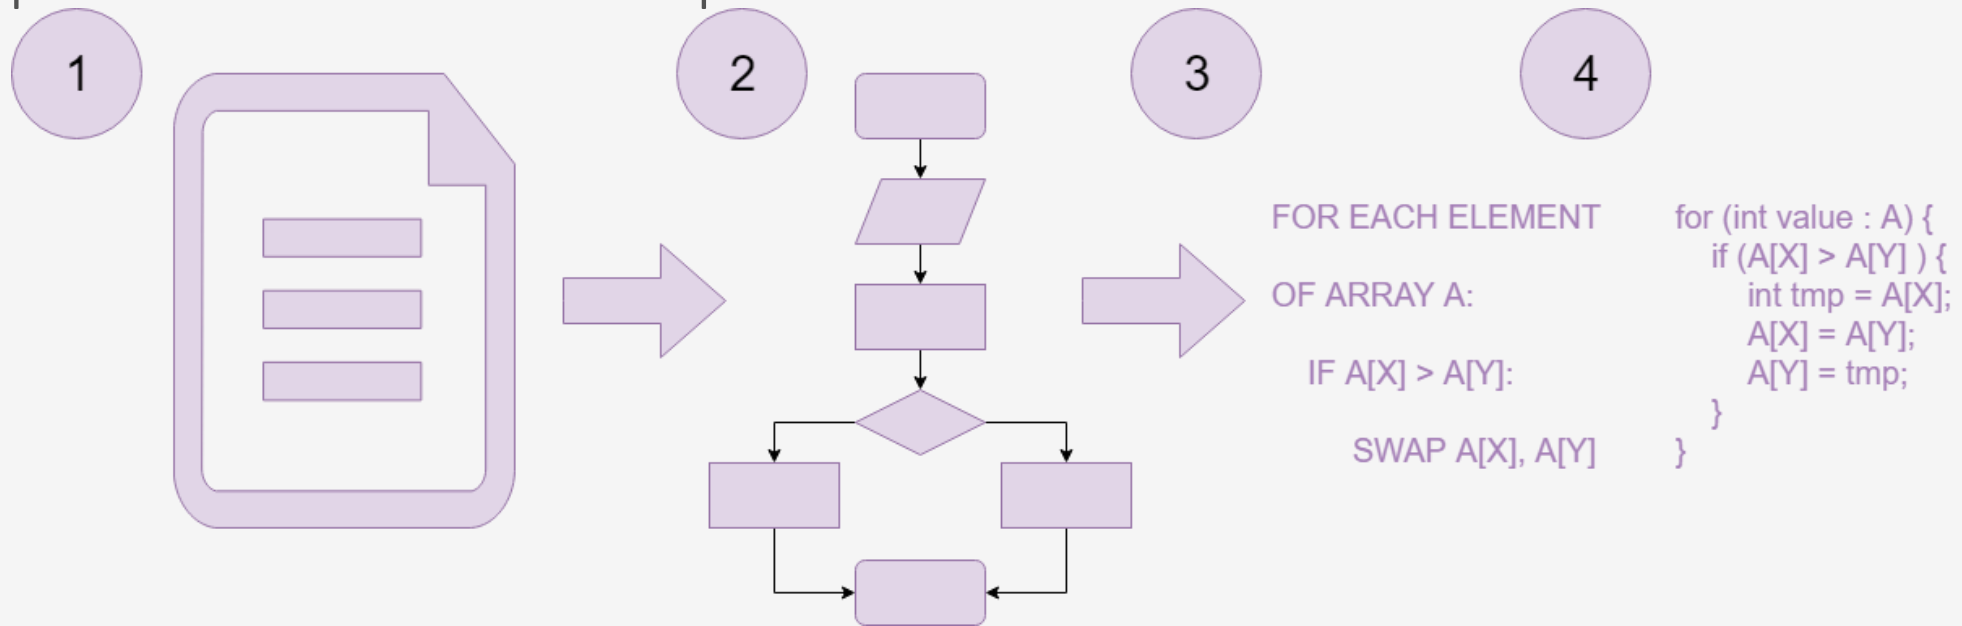 1
2
3
4
FOR EACH ELEMENT
OF ARRAY A:
IF A[X] > A[Y]:
SWAP A[X], A[Y]
for (int value : A) {
if (A[X] > A[Y] ) {
int tmp = A[X];
A[X] = A[Y];
A[Y] = tmp;
}
}